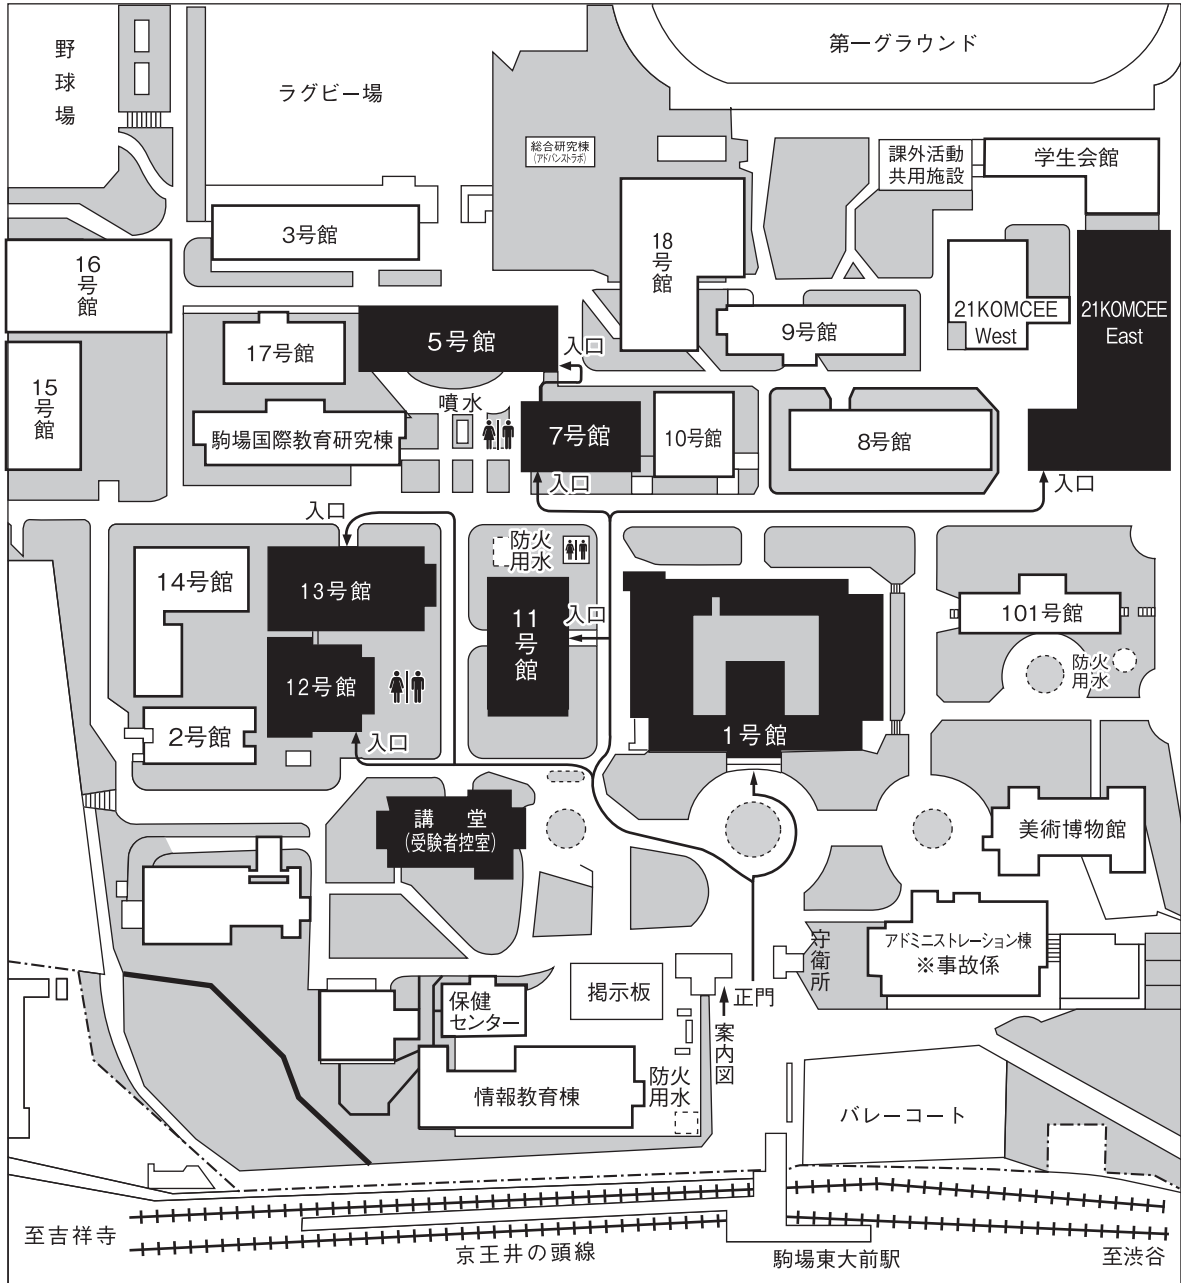 野球場
ラグビー場
第一グラウンド
総合研究棟
(アドバンストラボ)
課外活動
共用施設
学生会館
3号館
18号館
16号館
21KOMCEE
West
21KOMCEE
East
9号館
5号館
入口
17号館
15号館
噴水
7号館
10号館
8号館
駒場国際教育研究棟
入口
入口
入口
防火
用水
14号館
13号館
11号館
入口
101号館
防火
用水
12号館
2号館
入口
1号館
講堂
(受験者控室)
美術博物館
守衛所
アドミニストレーション棟
※事故係
掲示板
正門
保健
センター
案内図
情報教育棟
防火
用水
バレーコート
至吉祥寺
京王井の頭線
駒場東大前駅
至渋谷